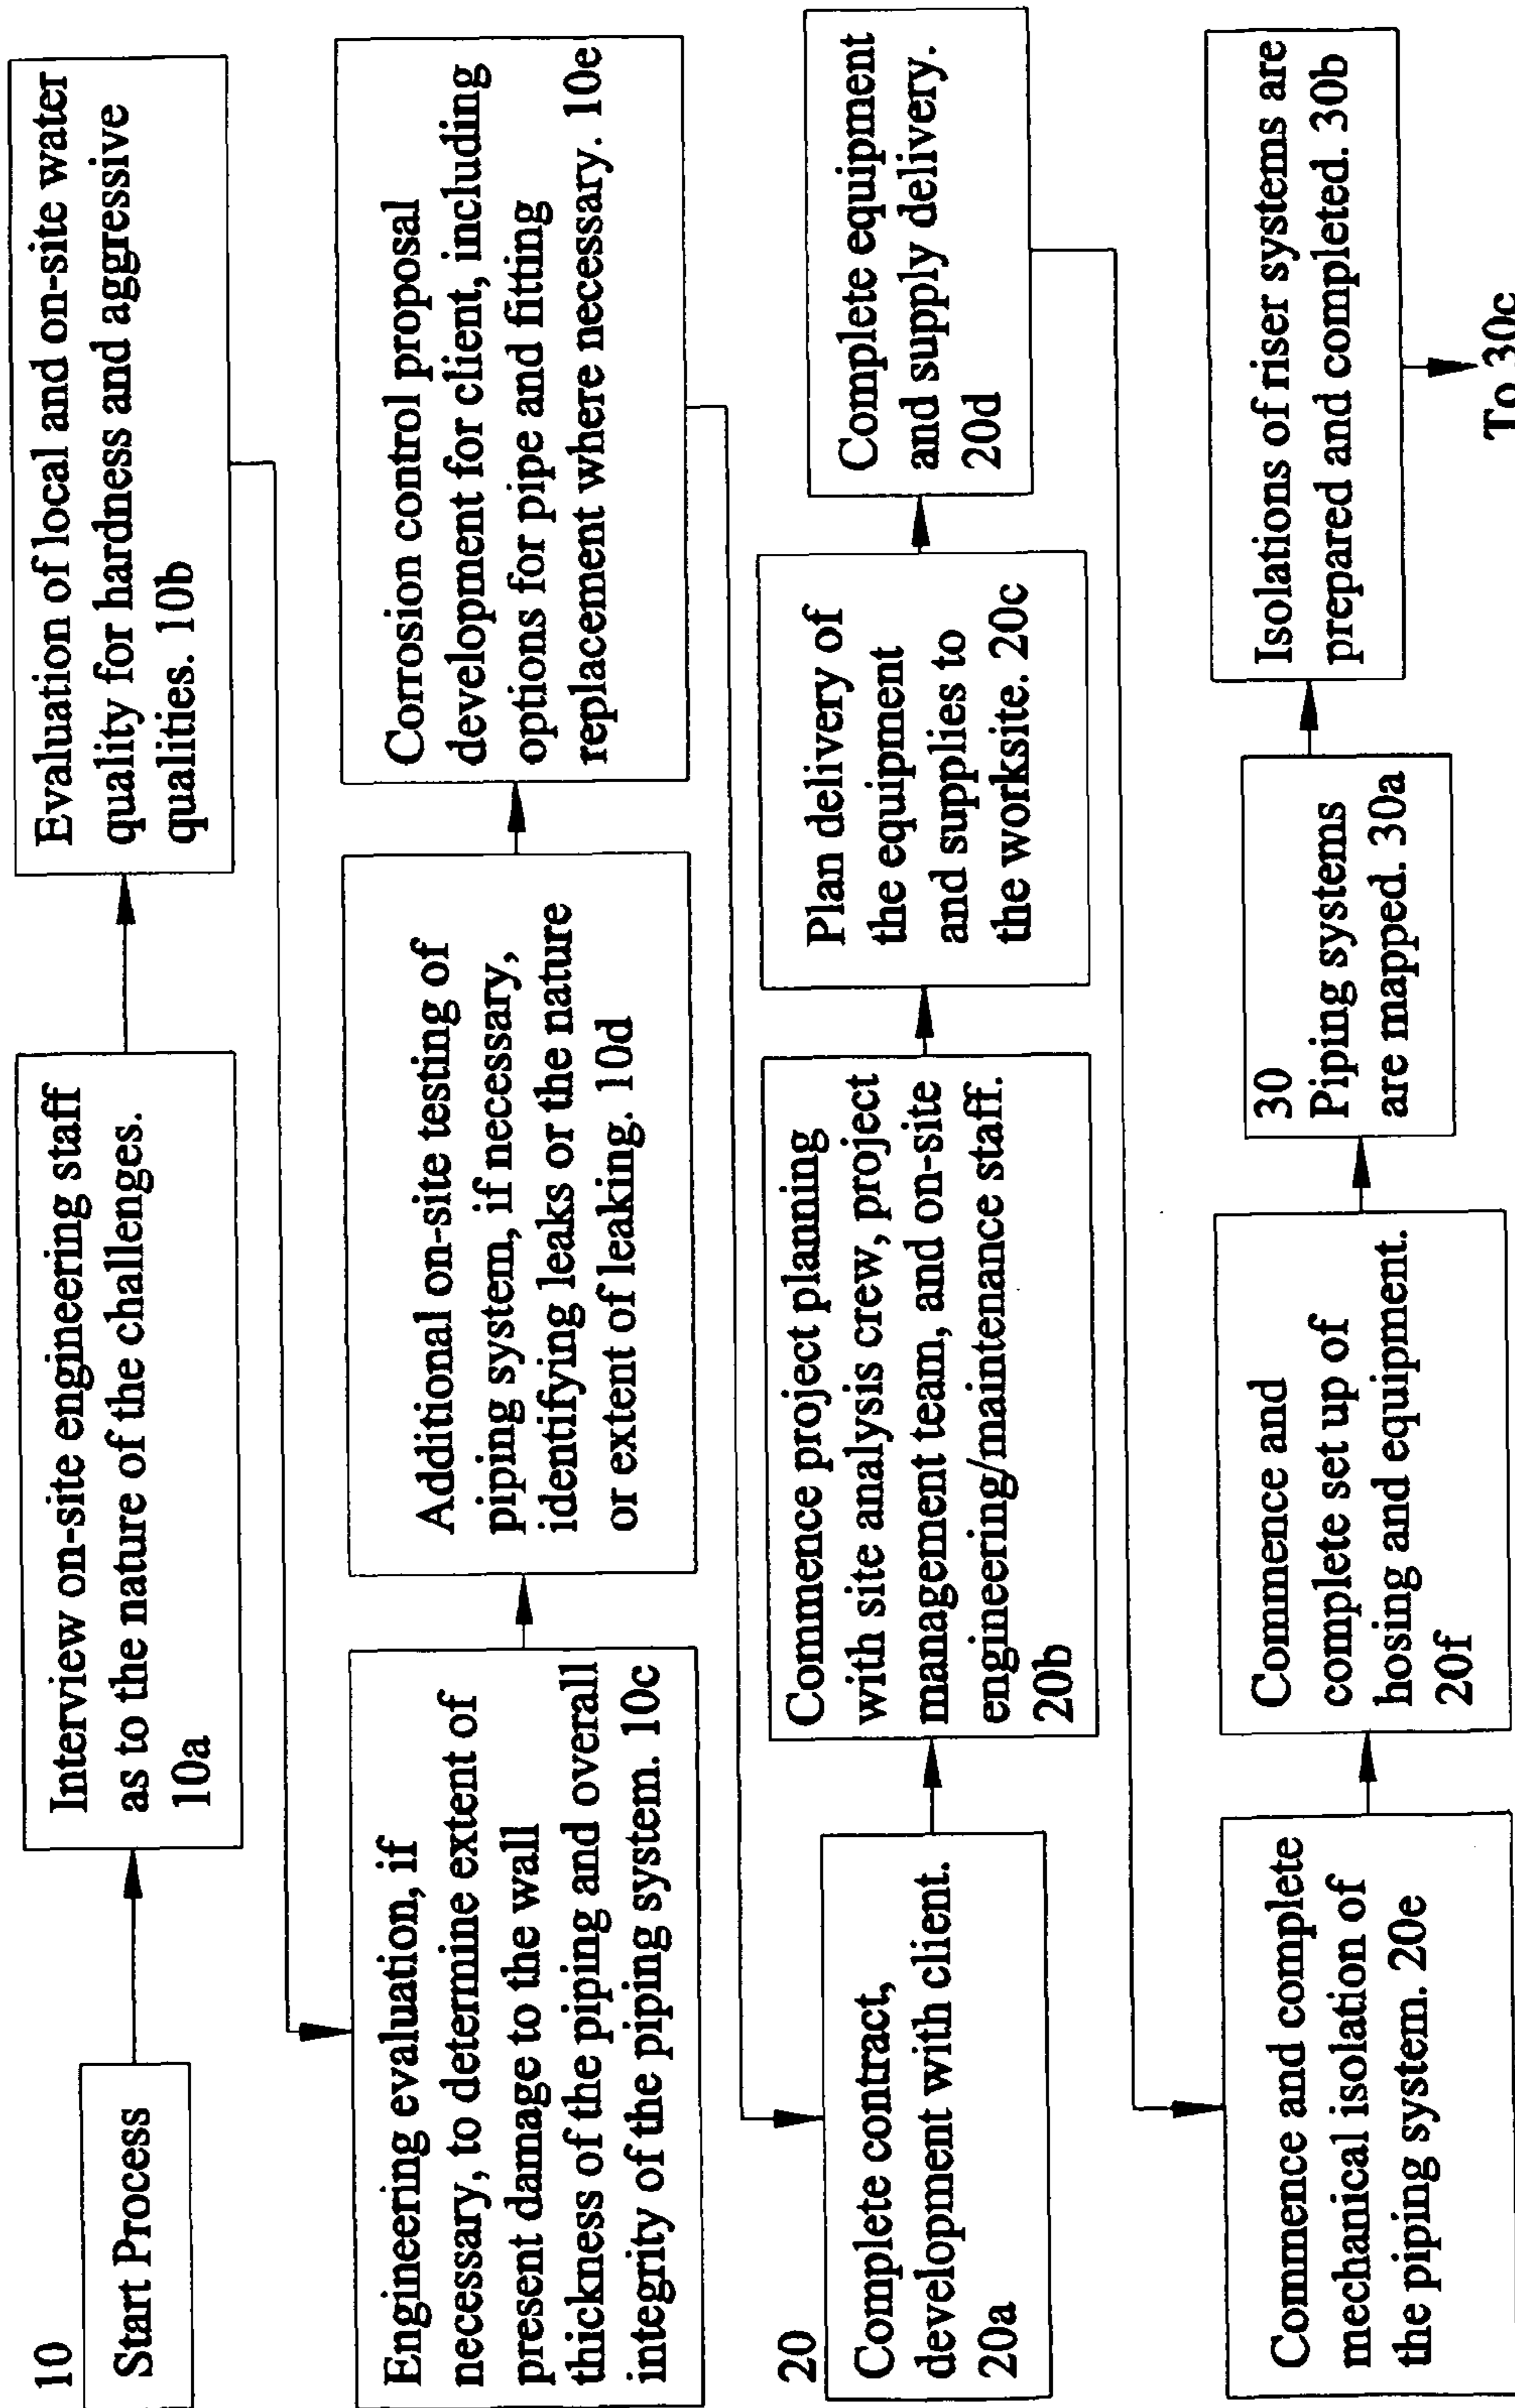 10
Start Process
Interview on-site engineering staff
as to the nature of the challenges.
10a
Evaluation of local and on-site water
quality for hardness and aggressive
qualities. 10b
Engineering evaluation, if
necessary, to determine extent of
present damage to the wall
thickness of the piping and overall
integrity of the piping system. 10c
Additional on-site testing of
piping system, if necessary,
identifying leaks or the nature
or extent of leaking. 10d
Corrosion control proposal
development for client, including
options for pipe and fitting
replacement where necessary. 10e
20
Complete contract,
development with client.
20a
Commence project planning
with site analysis crew, project
management team, and on-site
engineering/maintenance staff.
20b
Plan delivery of
the equipment
and supplies to
the worksite. 20c
Complete equipment
and supply delivery.
20d
Commence and complete
mechanical isolation of
the piping system. 20e
Commence and
complete set up of
hosing and equipment.
20f
30
Piping systems
are mapped. 30a
Isolations of riser systems are
prepared and completed. 30b
To 30c